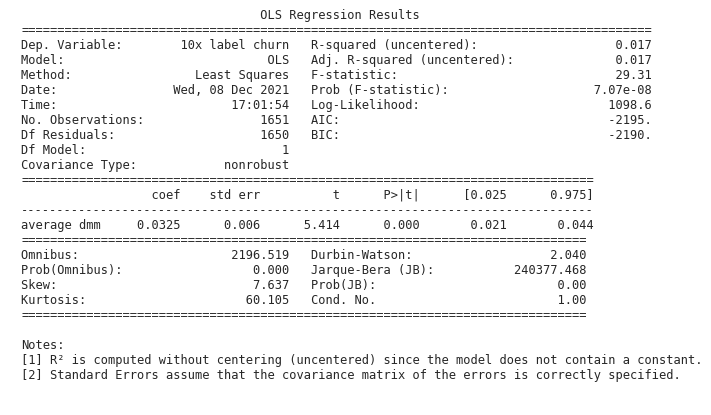 OLS Regression Results
==============================================================================
Dep. Variable: 10x label churn R-squared (uncentered): 0.017
Model: OLS Adj. R-squared (uncentered): 0.017
Method: Least Squares F-statistic: 29.31
Date: Wed, 08 Dec 2021 Prob (F-statistic): 7.07e-08
Time: 17:01:54 Log-Likelihood: 1098.6
No. Observations: 1651 AIC: -2195.
Df Residuals: 1650 BIC: -2190.
Df Model: 1
Covariance Type: nonrobust
==============================================================================
coef std err t P>|t| [0.025 0.975]
------------------------------------------------------------------------------
average dmm 0.0325 0.006 5.414 0.000 0.021 0.044
==============================================================================
Omnibus: 2196.519 Durbin-Watson: 2.040
Prob(Omnibus): 0.000 Jarque-Bera (JB): 240377.468
Skew: 7.637 Prob(JB): 0.00
Kurtosis: 60.105 Cond. No. 1.00
==============================================================================
Notes:
[1] R² is computed without centering (uncentered) since the model does not contain a constant.
[2] Standard Errors assume that the covariance matrix of the errors is correctly specified.